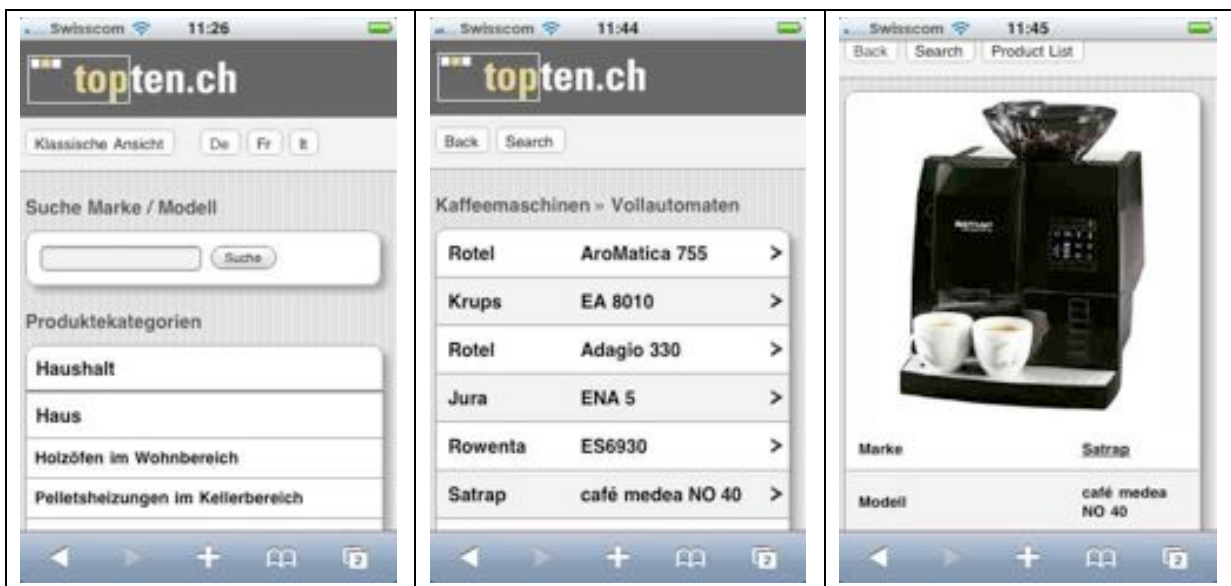 Swisscom 11:26
topten.ch
Klassische Ansicht De Fr It
Suche Marke / Modell
Suche
Produktekategorien
Haushalt
Haus
Holzöfen im Wohnbereich
Pelletsheizungen im Kellerbereich
2
Swisscom 11:44
topten.ch
Back Search
Kaffeemaschinen » Vollautomaten
Rotel AroMatica 755 >
Krups EA 8010 >
Rotel Adagio 330 >
Jura ENA 5 >
Rowenta ES6930 >
Satrap café medea NO 40 >
2
Swisscom 11:45
Back Search Product List
Marke Satrap
Modell café medea
NO 40
2